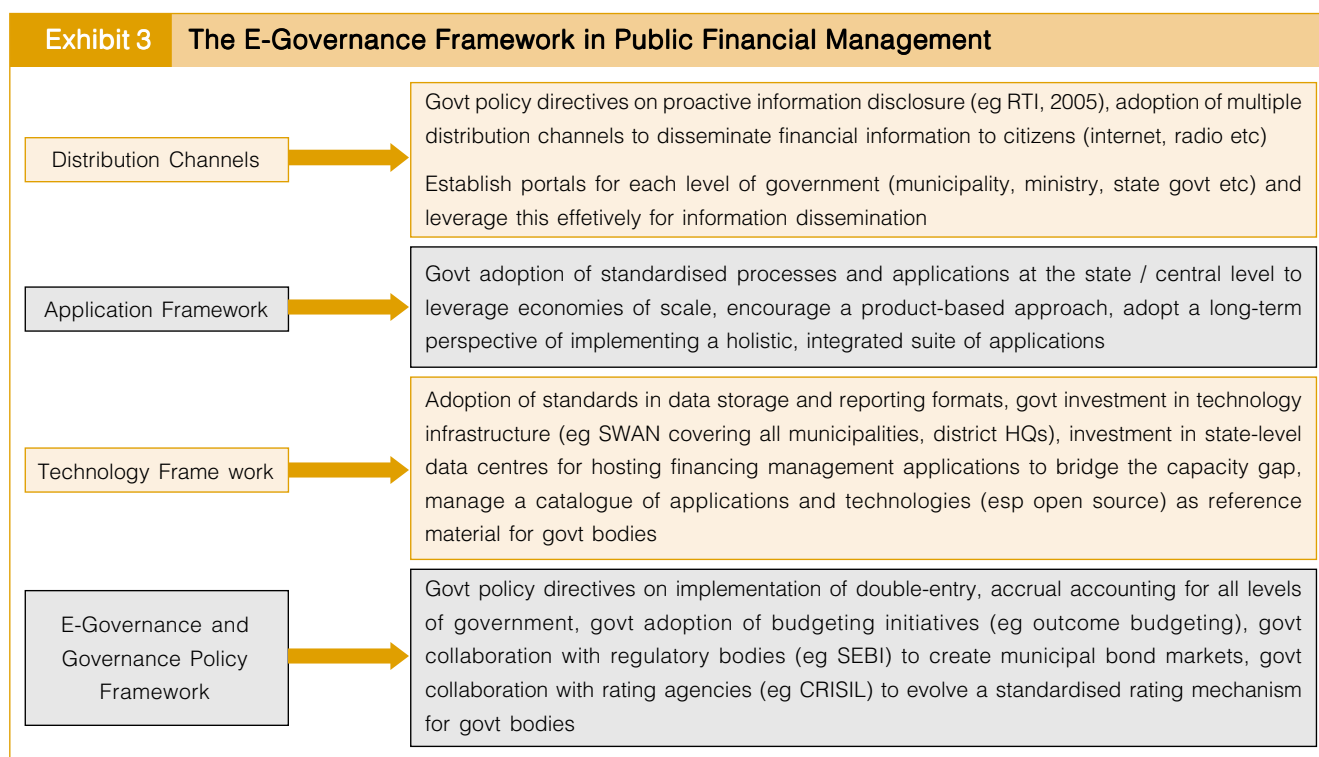 Exhibit 3 The E-Governance Framework in Public Financial Management
Distribution Channels
Govt policy directives on proactive information disclosure (eg RTI, 2005), adoption of multiple
distribution channels to disseminate financial information to citizens (internet, radio etc)
Establish portals for each level of government (municipality, ministry, state govt etc) and
leverage this effetively for information dissemination
Application Framework
Govt adoption of standardised processes and applications at the state / central level to
leverage economies of scale, encourage a product-based approach, adopt a long-term
perspective of implementing a holistic, integrated suite of applications
Technology Frame work
Adoption of standards in data storage and reporting formats, govt investment in technology
infrastructure (eg SWAN covering all municipalities, district HQs), investment in state-level
data centres for hosting financing management applications to bridge the capacity gap,
manage a catalogue of applications and technologies (esp open source) as reference
material for govt bodies
E-Governance and
Governance Policy
Framework
Govt policy directives on implementation of double-entry, accrual accounting for all levels
of government, govt adoption of budgeting initiatives (eg outcome budgeting), govt
collaboration with regulatory bodies (eg SEBI) to create municipal bond markets, govt
collaboration with rating agencies (eg CRISIL) to evolve a standardised rating mechanism
for govt bodies